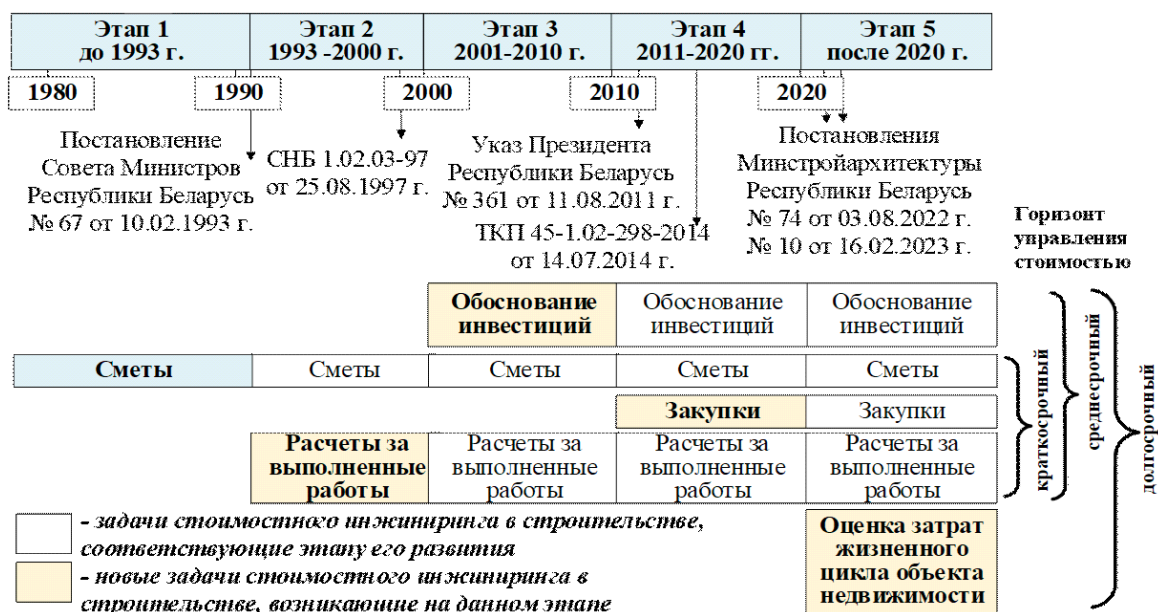 Этап 1
до 1993 г.
Этап 2
1993 -2000 г.
Этап 3
2001-2010 г.
Этап 4
2011-2020 гг.
Этап 5
после 2020 г.
1980
1990
2000
2010
2020
Постановление
Совета Министров
Республики Беларусь
№ 67 от 10.02.1993 г.
СНБ 1.02.03-97
от 25.08.1997 г.
Указ Президента
Республики Беларусь
№ 361 от 11.08.2011 г.
ТКП 45-1.02-298-2014
от 14.07.2014 г.
Постановления
Минстройархитектуры
Республики Беларусь
№ 74 от 03.08.2022 г.
№ 10 от 16.02.2023 г.
Горизонт
управления
стоимостью
Обоснование
инвестиций
Обоснование
инвестиций
Обоснование
инвестиций
Сметы
Сметы
Сметы
Сметы
Сметы
Закупки
Закупки
Расчеты за
выполненные
работы
Расчеты за
выполненные
работы
Расчеты за
выполненные
работы
Расчеты за
выполненные
работы
краткосрочный
среднесрочный
долгосрочный
Оценка затрат
жизненного
цикла объекта
недвижимости
- задачи стоимостного инжиниринга в строительстве,
соответствующие этапу его развития
- новые задачи стоимостного инжиниринга в
строительстве, возникающие на данном этапе